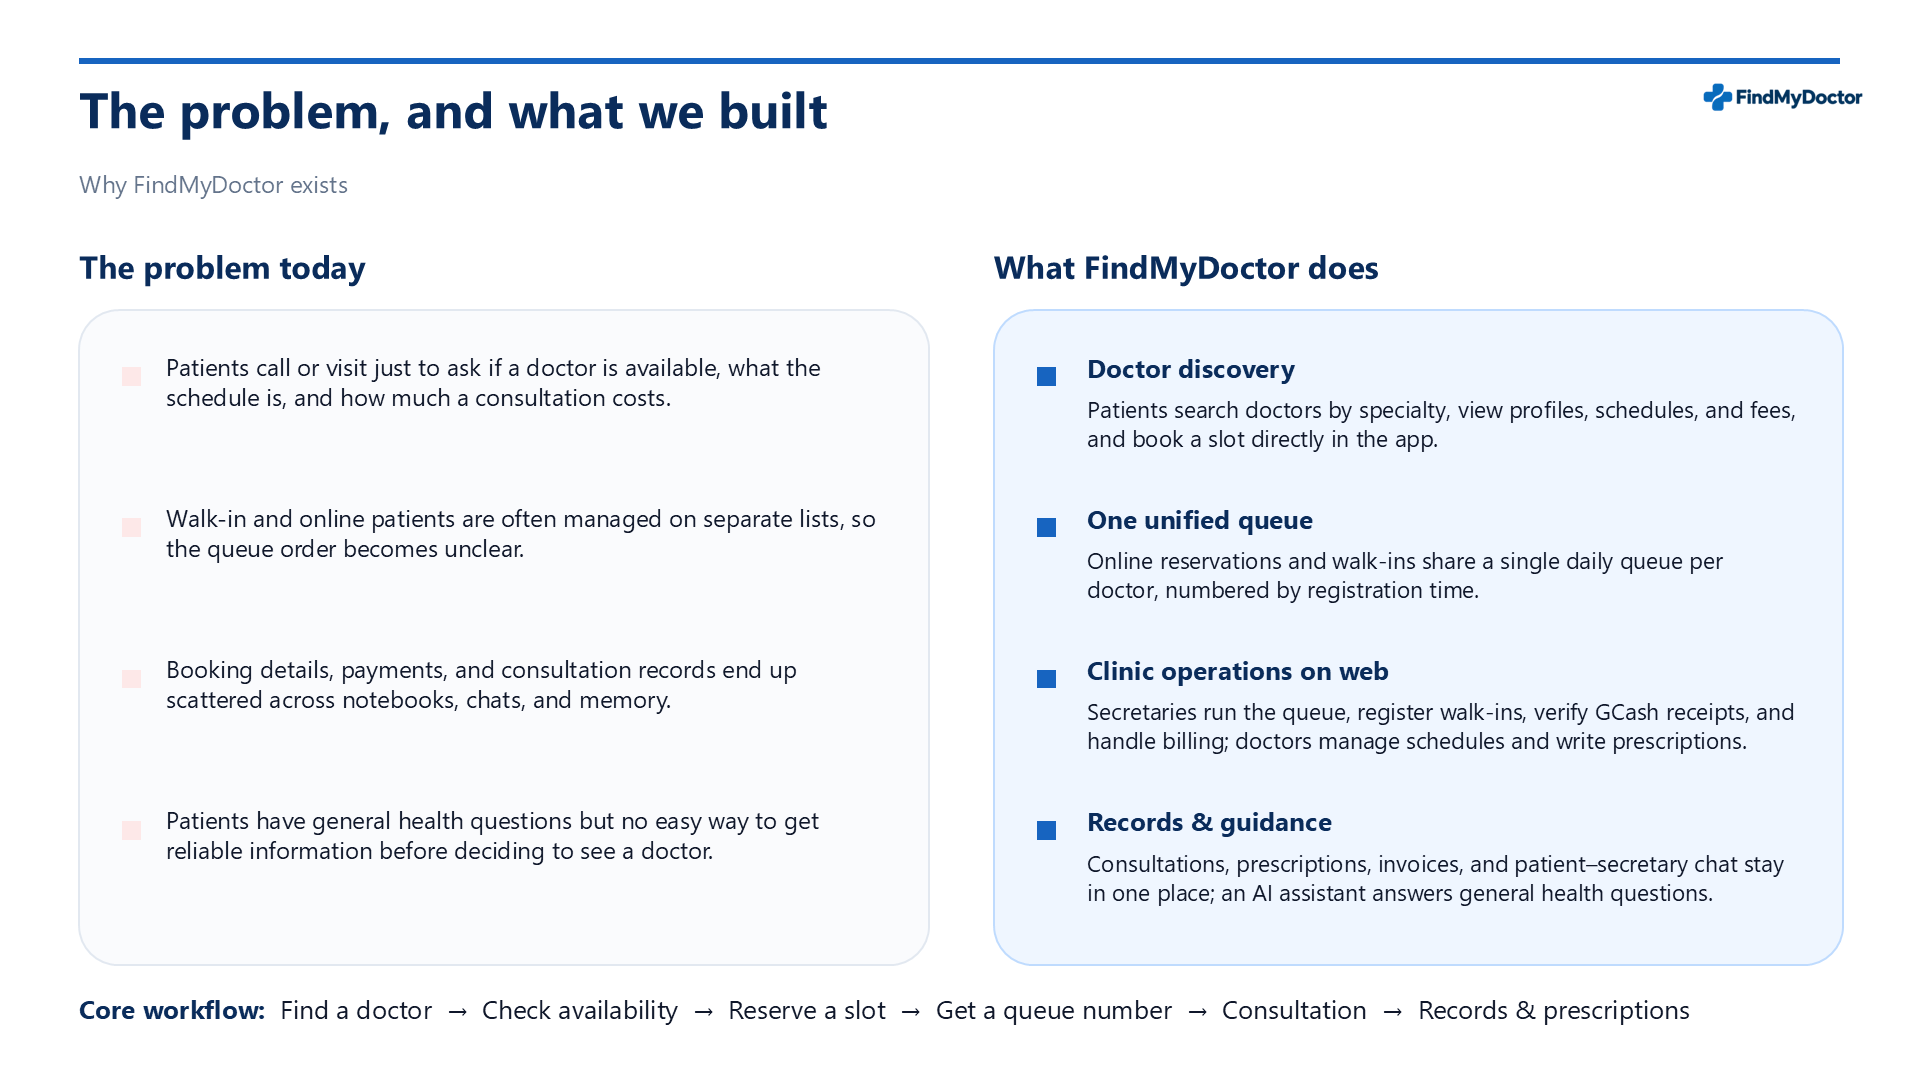 The problem, and what we built
FindMyDoctor
Why FindMyDoctor exists
The problem today
Patients call or visit just to ask if a doctor is available, what the
schedule is, and how much a consultation costs.
Walk-in and online patients are often managed on separate lists, so
the queue order becomes unclear.
Booking details, payments, and consultation records end up
scattered across notebooks, chats, and memory.
Patients have general health questions but no easy way to get
reliable information before deciding to see a doctor.
What FindMyDoctor does
Doctor discovery
Patients search doctors by specialty, view profiles, schedules, and fees,
and book a slot directly in the app.
One unified queue
Online reservations and walk-ins share a single daily queue per
doctor, numbered by registration time.
Clinic operations on web
Secretaries run the queue, register walk-ins, verify GCash receipts, and
handle billing; doctors manage schedules and write prescriptions.
Records & guidance
Consultations, prescriptions, invoices, and patient–secretary chat stay
in one place; an AI assistant answers general health questions.
Core workflow: Find a doctor → Check availability → Reserve a slot → Get a queue number → Consultation → Records & prescriptions